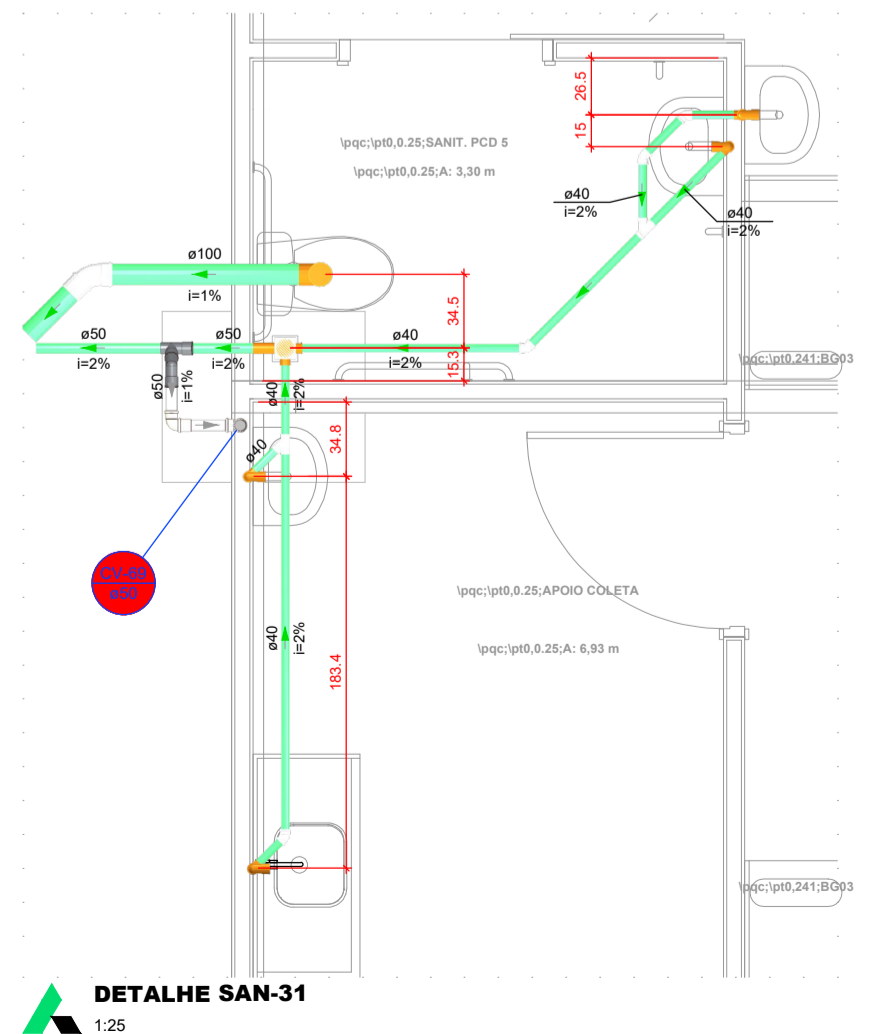 26.5
15
\pqc;\pt0,0.25;SANIT. PCD 5
\pqc;\pt0,0.25;A: 3,30 m
ø40
i=2%
ø40
i=2%
ø100
i=1%
34.5
ø50
i=2%
ø50
i=2%
ø40
i=2%
15.3
\pqc;\pt0,241;BG03
ø50
i=1%
ø40
i=2%
34.8
ø40
CV-69
ø50
\pqc;\pt0,0.25;APOIO COLETA
\pqc;\pt0,0.25;A: 6,93 m
ø40
i=2%
183.4
\pqc;\pt0,241;BG03
DETALHE SAN-31
1:25